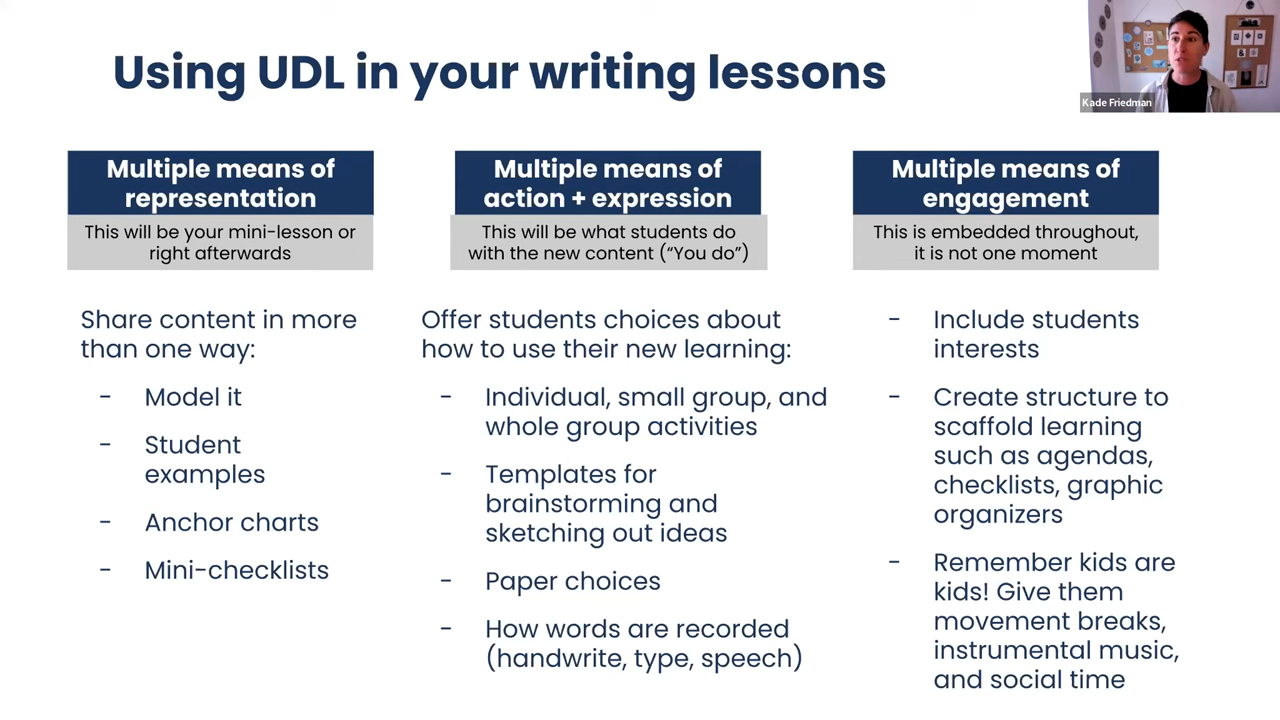 Using UDL in your writing lessons
Kade Friedman
Multiple means of
representation
This will be your mini-lesson or
right afterwards
Share content in more
than one way:
- Model it
- Student
examples
- Anchor charts
- Mini-checklists
Multiple means of
action + expression
This will be what students do
with the new content (“You do”)
Offer students choices about
how to use their new learning:
- Individual, small group, and
whole group activities
- Templates for
brainstorming and
sketching out ideas
- Paper choices
- How words are recorded
(handwrite, type, speech)
Multiple means of
engagement
This is embedded throughout,
it is not one moment
- Include students
interests
- Create structure to
scaffold learning
such as agendas,
checklists, graphic
organizers
- Remember kids are
kids! Give them
movement breaks,
instrumental music,
and social time